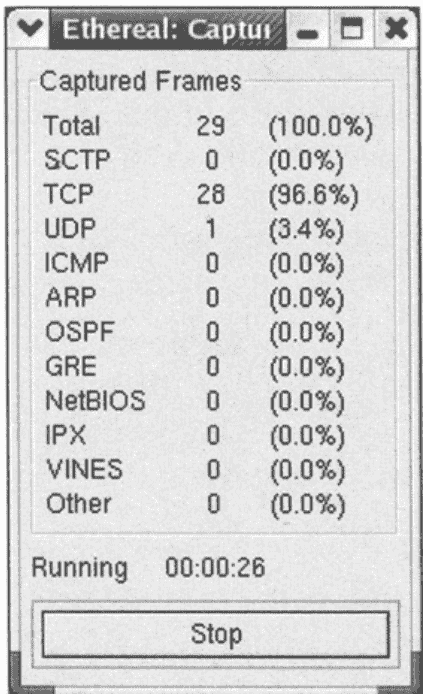 Ethereal: Captur
Captured Frames
Total 29 (100.0%)
SCTP 0 (0.0%)
TCP 28 (96.6%)
UDP 1 (3.4%)
ICMP 0 (0.0%)
ARP 0 (0.0%)
OSPF 0 (0.0%)
GRE 0 (0.0%)
NetBIOS 0 (0.0%)
IPX 0 (0.0%)
VINES 0 (0.0%)
Other 0 (0.0%)
Running 00:00:26
Stop